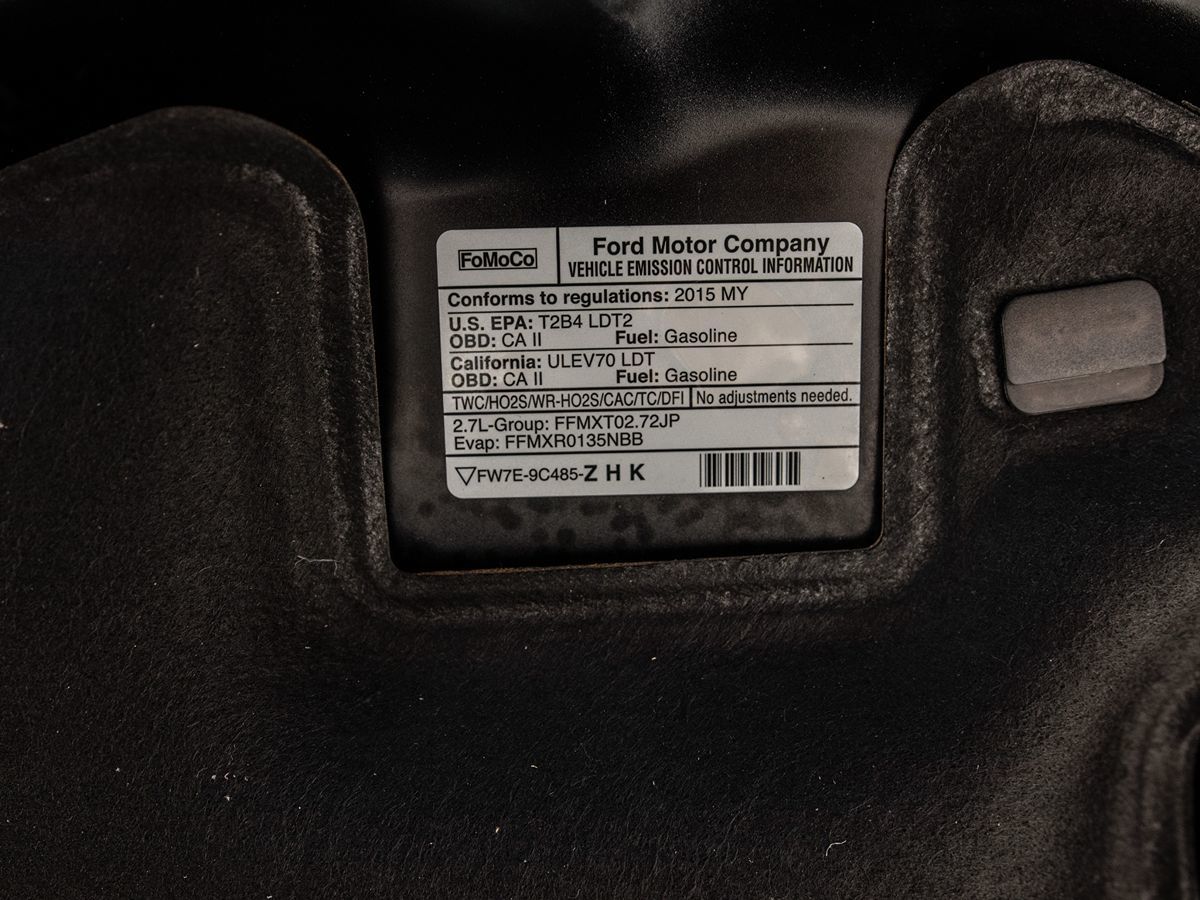 FoMoCo
Ford Motor Company
VEHICLE EMISSION CONTROL INFORMATION
Conforms to regulations: 2015 MY
U.S. EPA: T2B4 LDT2
OBD: CA II Fuel: Gasoline
California: ULEV70 LDT
OBD: CA II Fuel: Gasoline
TWC/HO2S/WR-HO2S/CAC/TC/DFI No adjustments needed.
2.7L-Group: FFMXT02.72JP
Evap: FFMXR0135NBB
FW7E-9C485-Z H K